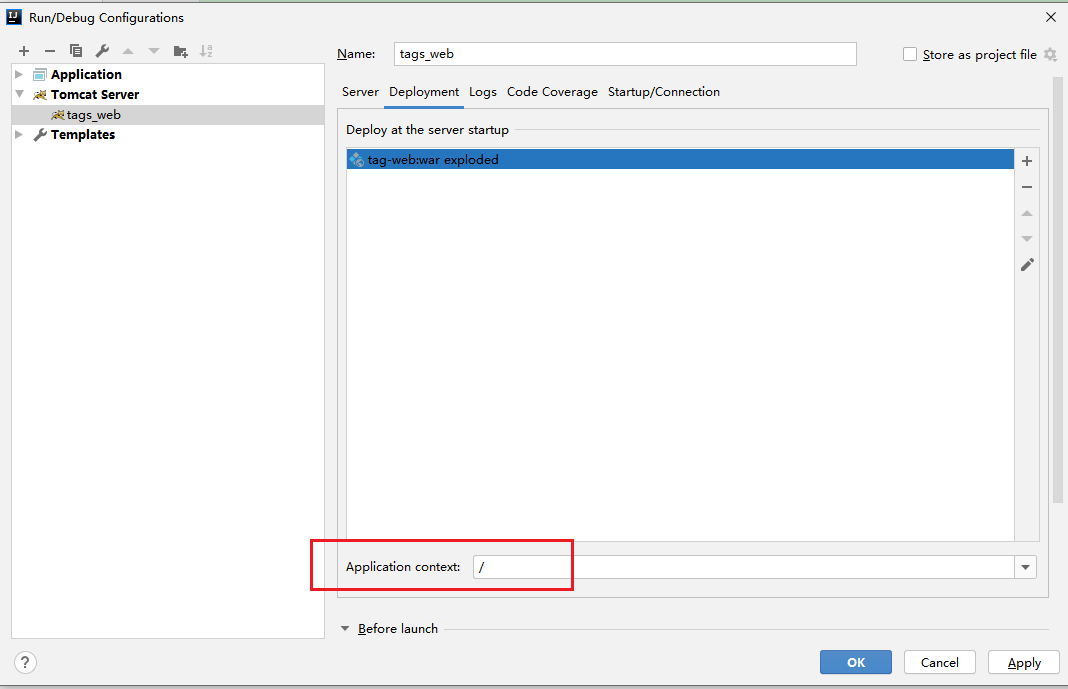 Run/Debug Configurations
Name: tags_web
Store as project file
Application
Tomcat Server
tags_web
Templates
Server Deployment Logs Code Coverage Startup/Connection
Deploy at the server startup
tag-web:war exploded
Application context: /
Before launch
? OK Cancel Apply